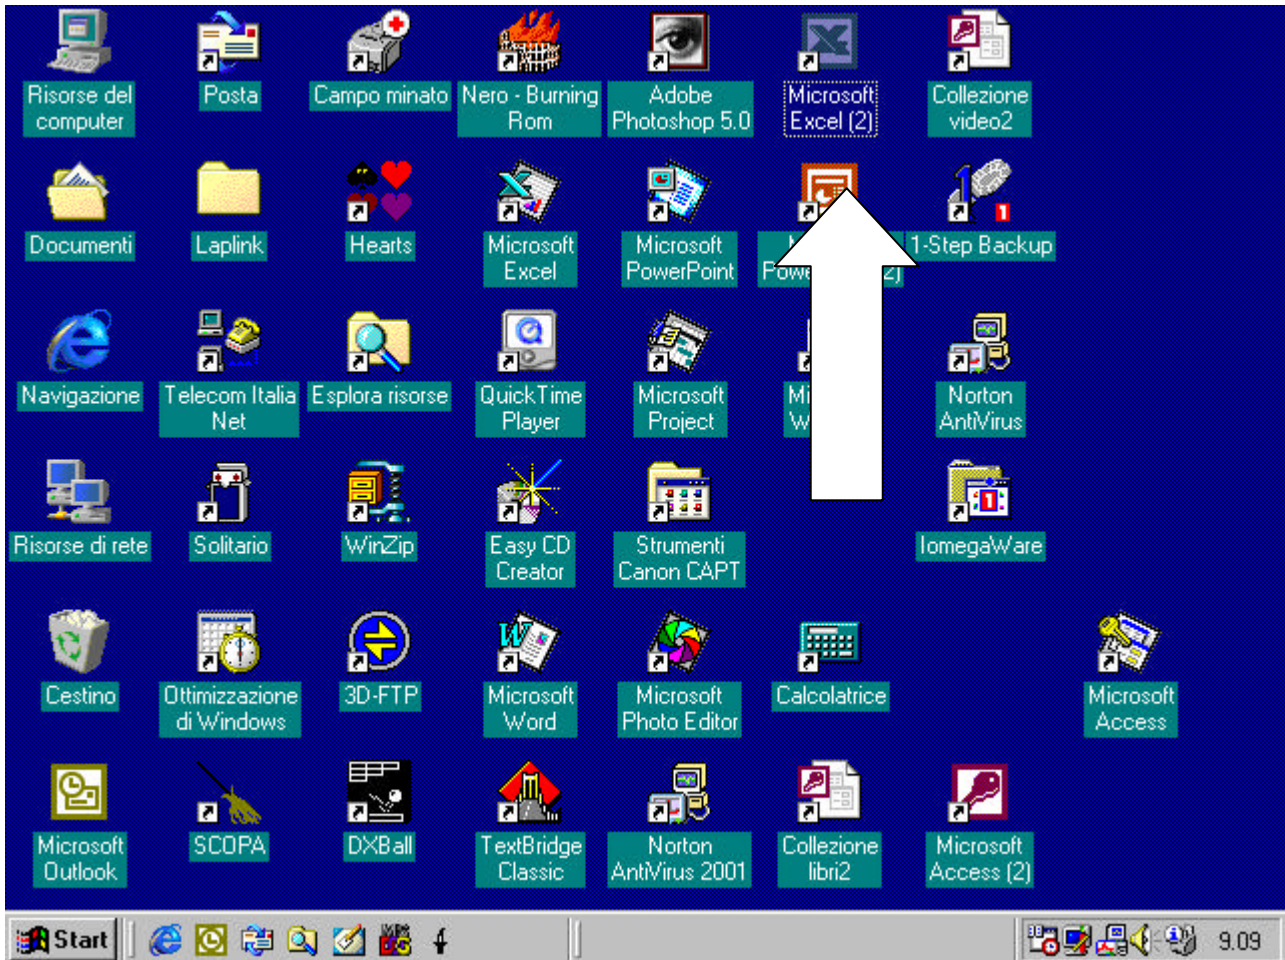 Risorse del
computer
Posta
Campo minato
Nero - Burning
Rom
Adobe
Photoshop 5.0
Microsoft
Excel (2)
Collezione
video2
Documenti
Laplink
Hearts
Microsoft
Excel
Microsoft
PowerPoint
1-Step Backup
Navigazione
Telecom Italia
Net
Esplora risorse
QuickTime
Player
Microsoft
Project
Norton
AntiVirus
Risorse di rete
Solitario
WinZip
Easy CD
Creator
Strumenti
Canon CAPT
IomegaWare
Cestino
Ottimizzazione
di Windows
3D-FTP
Microsoft
Word
Microsoft
Photo Editor
Calcolatrice
Microsoft
Access
Microsoft
Outlook
SCOPA
DXBall
TextBridge
Classic
Norton
AntiVirus 2001
Collezione
libri2
Microsoft
Access (2)
Start
9.09